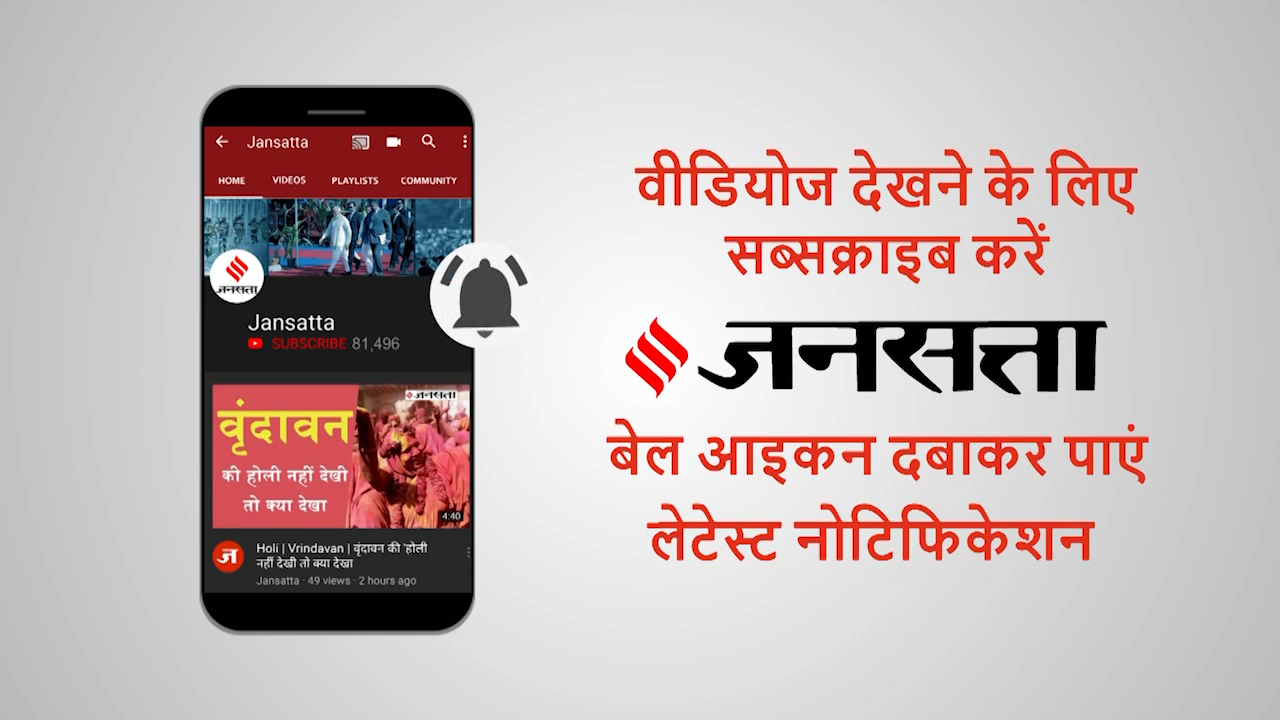 Jansatta
HOME VIDEOS PLAYLISTS COMMUNITY
जनसत्ता
Jansatta
SUBSCRIBE 81,496
जनसत्ता
वृंदावन
की होली नहीं देखी
तो क्या देखा
4:40
ज
Holi | Vrindavan | वृंदावन की 'होली
नहीं देखी तो क्या देखा
Jansatta · 49 views · 2 hours ago
वीडियोज देखने के लिए
सब्सक्राइब करें
जनसत्ता
बेल आइकन दबाकर पाएं
लेटेस्ट नोटिफिकेशन